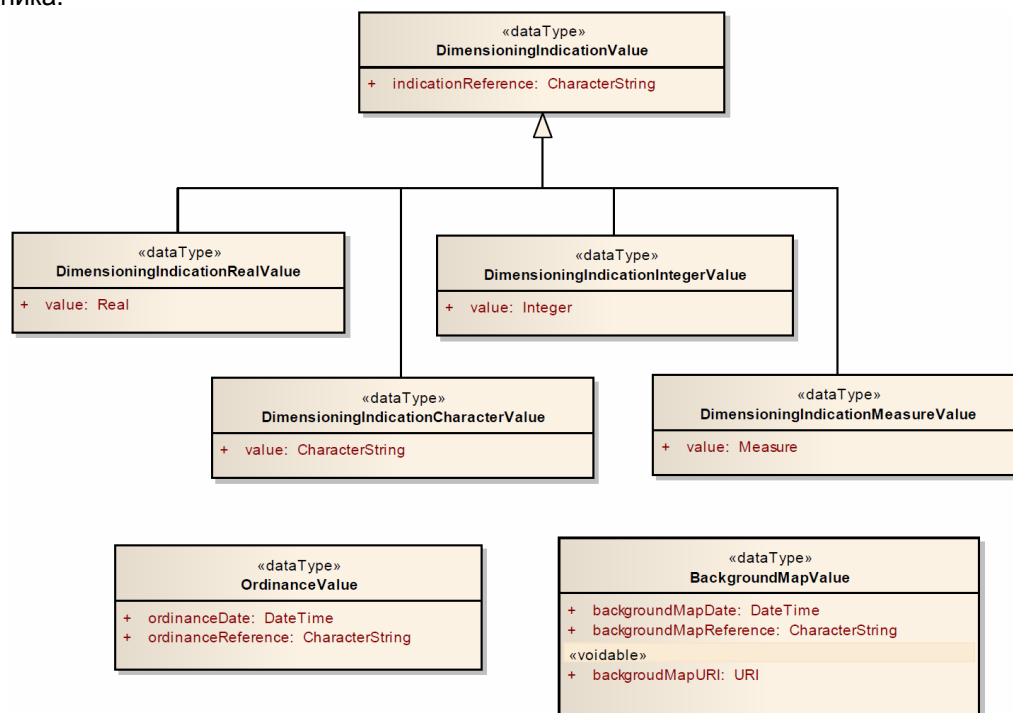 ника.
«dataType»
DimensioningIndicationValue
+ indicationReference: CharacterString
«dataType»
DimensioningIndicationRealValue
+ value: Real
«dataType»
DimensioningIndicationIntegerValue
+ value: Integer
«dataType»
DimensioningIndicationCharacterValue
+ value: CharacterString
«dataType»
DimensioningIndicationMeasureValue
+ value: Measure
«dataType»
OrdinanceValue
+ ordinanceDate: DateTime
+ ordinanceReference: CharacterString
«dataType»
BackgroundMapValue
+ backgroundMapDate: DateTime
+ backgroundMapReference: CharacterString
«voidable»
+ backgroudMapURI: URI